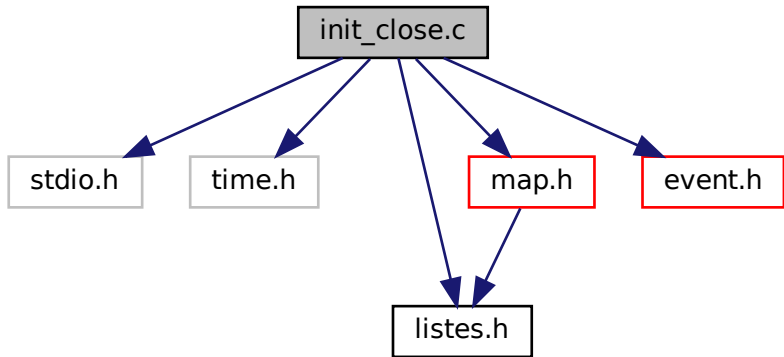 init_close.c
stdio.h
time.h
map.h
event.h
listes.h